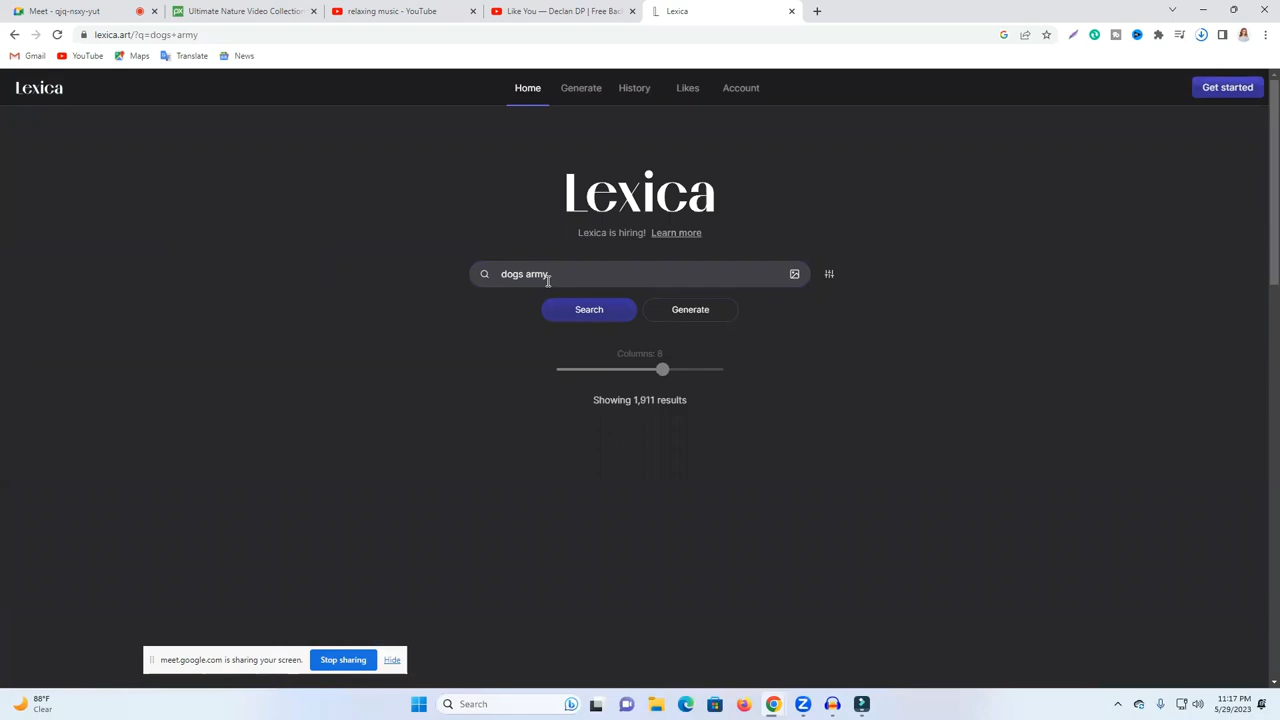 Meet - qjq-nsxy-yut
Ultimate Nature Video Collection
relaxing music - YouTube
Like You — Declan DP | Free Bac
Lexica
lexica.art/?q=dogs+army
Gmail
YouTube
Maps
Translate
News
Lexica
Home
Generate
History
Likes
Account
Get started
Lexica
Lexica is hiring! Learn more
dogs army
Search
Generate
Columns: 8
Showing 1,911 results
meet.google.com is sharing your screen.
Stop sharing
Hide
88°F
Clear
Search
11:17 PM
5/29/2023